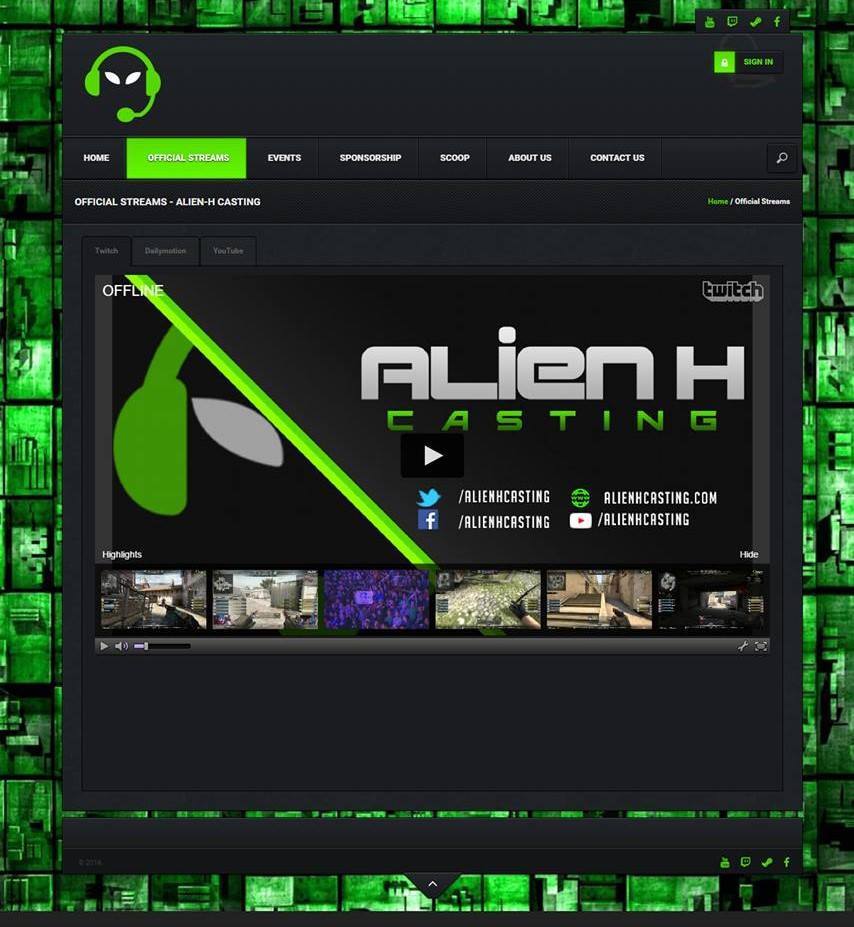 SIGN IN
HOME OFFICIAL STREAMS EVENTS SPONSORSHIP SCOOP ABOUT US CONTACT US
OFFICIAL STREAMS - ALIEN-H CASTING
Home / Official Streams
Twitch Dailymotion YouTube
OFFLINE
twitch
ALien H
CASTING
/ALIENHCASTING ALIENHCASTING.COM
/ALIENHCASTING /ALIENHCASTING
Highlights Hide